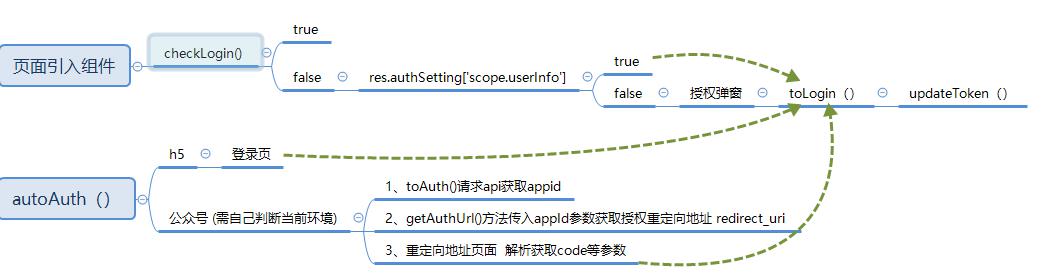 页面引入组件
checkLogin()
true
false
res.authSetting['scope.userInfo']
true
false
授权弹窗
toLogin（）
updateToken（）
autoAuth（）
h5
登录页
公众号 (需自己判断当前环境)
1、toAuth()请求api获取appid
2、getAuthUrl()方法传入appId参数获取授权重定向地址 redirect_uri
3、重定向地址页面 解析获取code等参数